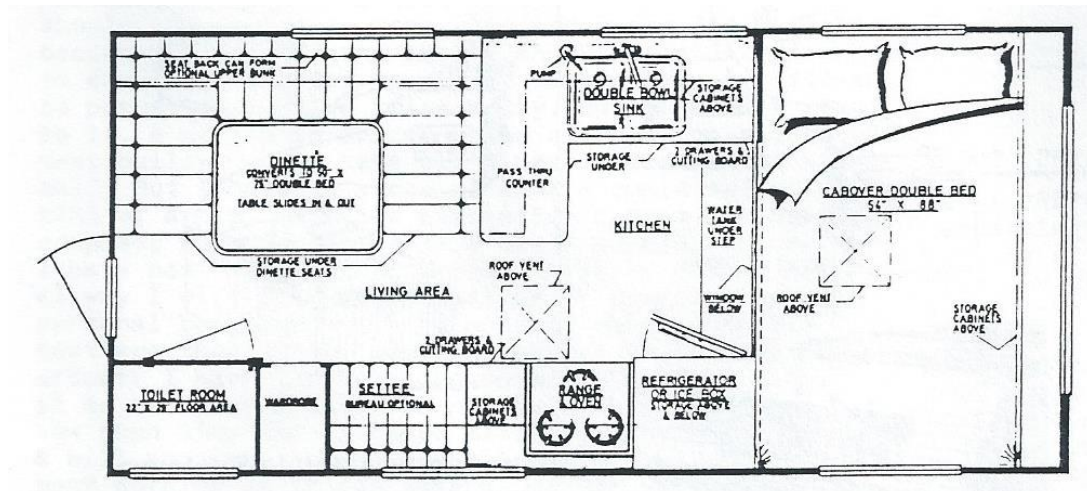 SEAT BACK CAN FORM
OPTIONAL UPPER BUNK
PUMP
DOUBLE BOWL
SINK
STORAGE
CABINETS
ABOVE
DINETTE
CONVERTS TO 50" X
75" DOUBLE BED
TABLE SLIDES IN & OUT
STORAGE
UNDER
2 DRAWERS &
CUTTING BOARD
PASS THRU
COUNTER
CABOVER DOUBLE BED
54" X 88"
KITCHEN
WATER
TANK
UNDER
STEP
STORAGE UNDER
DINETTE SEATS
LIVING AREA
ROOF VENT
ABOVE
WINDOW
BELOW
ROOF VENT
ABOVE
STORAGE
CABINETS
ABOVE
2 DRAWERS &
CUTTING BOARD
TOILET ROOM
22" X 29" FLOOR AREA
WARDROBE
SETTEE
BUREAU OPTIONAL
STORAGE
CABINETS
ABOVE
RANGE
& OVEN
REFRIGERATOR
OR ICE BOX
STORAGE ABOVE
& BELOW